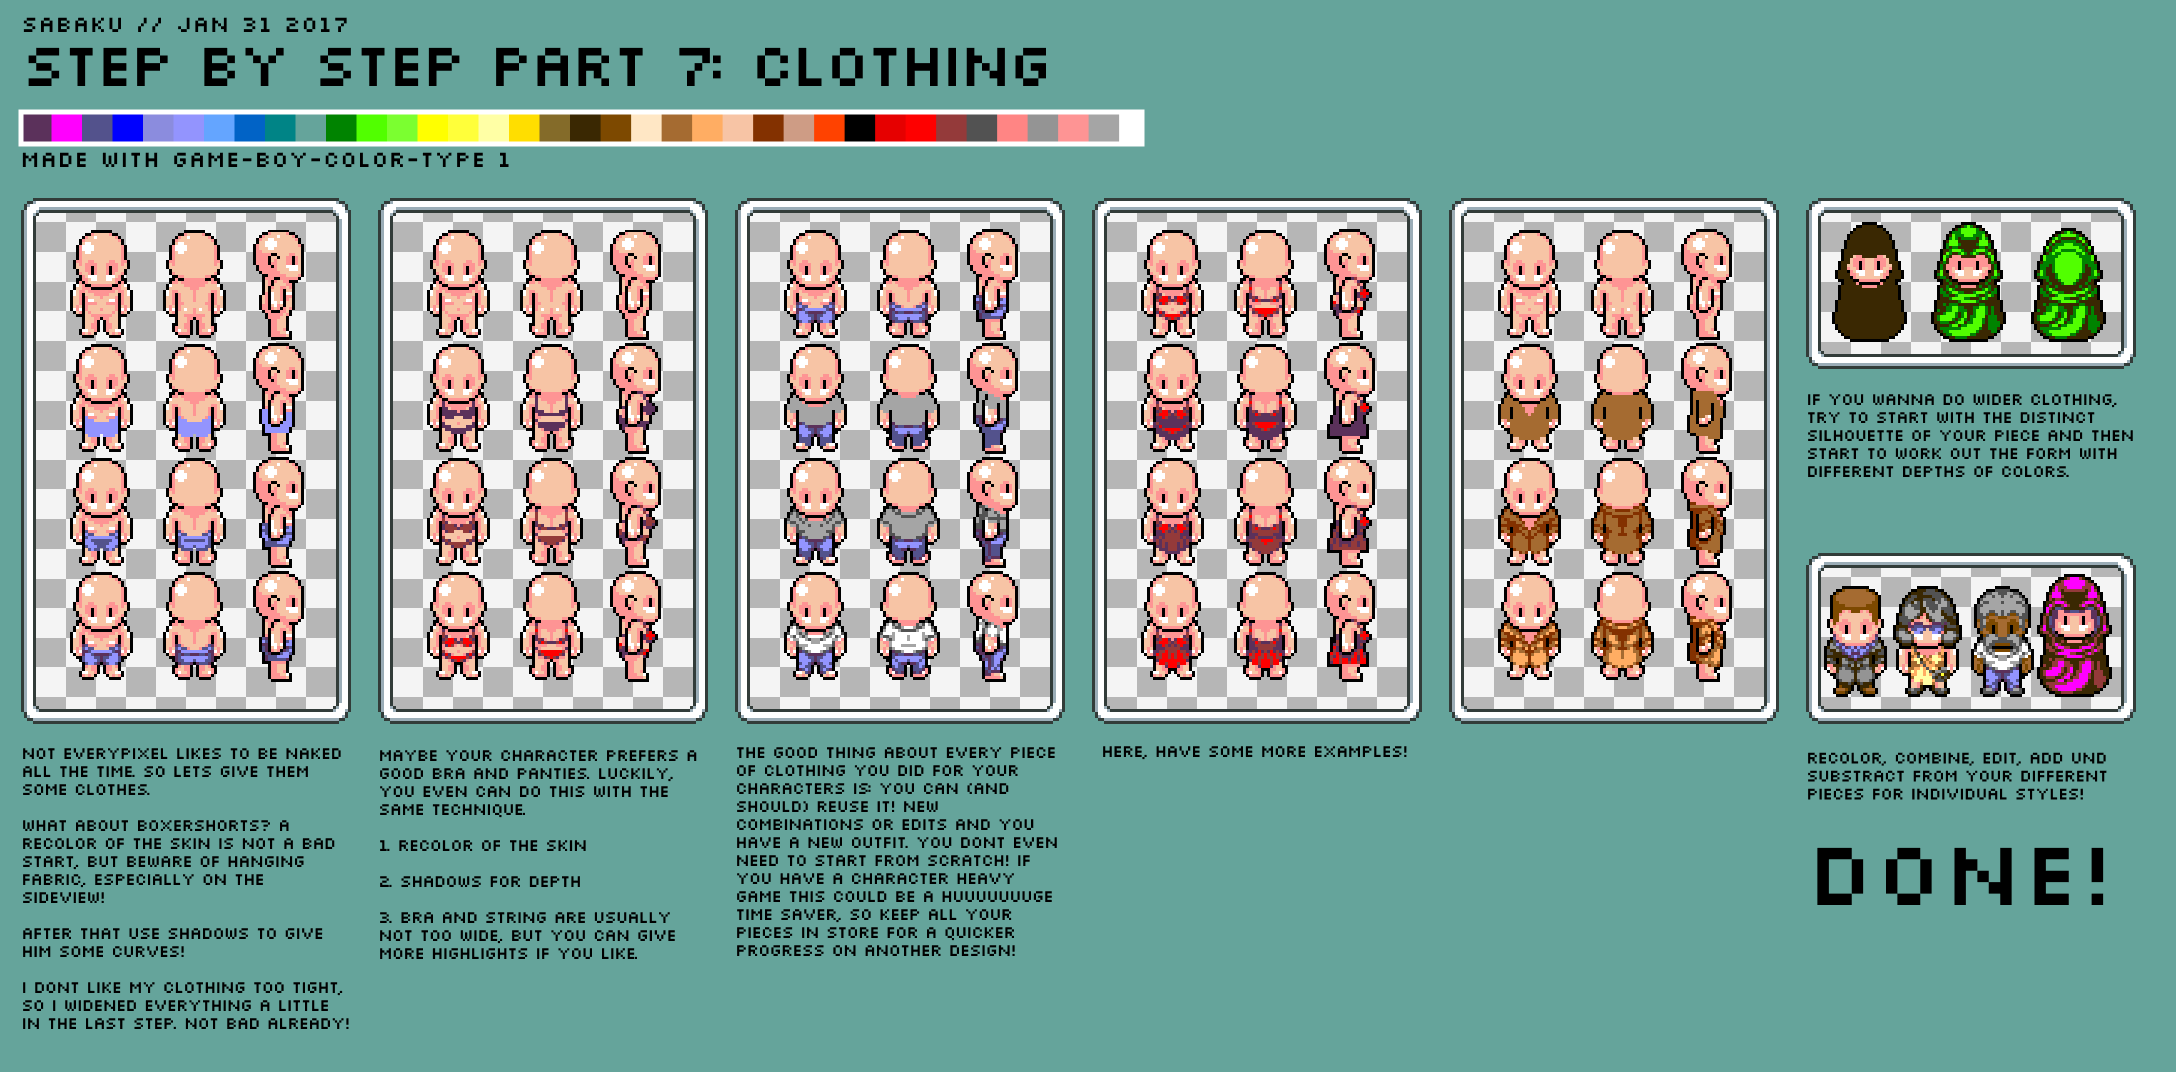 SABAKU // JAN 31 2017
STEP BY STEP PART 7: CLOTHING
MADE WITH GAME-BOY-COLOR-TYPE 1
NOT EVERYPIXEL LIKES TO BE NAKED
ALL THE TIME. SO LETS GIVE THEM
SOME CLOTHES.
WHAT ABOUT BOXERSHORTS? A
RECOLOR OF THE SKIN IS NOT A BAD
START, BUT BEWARE OF HANGING
FABRIC, ESPECIALLY ON THE
SIDEVIEW!
AFTER THAT USE SHADOWS TO GIVE
HIM SOME CURVES!
I DONT LIKE MY CLOTHING TOO TIGHT,
SO I WIDENED EVERYTHING A LITTLE
IN THE LAST STEP. NOT BAD ALREADY!
MAYBE YOUR CHARACTER PREFERS A
GOOD BRA AND PANTIES. LUCKILY,
YOU EVEN CAN DO THIS WITH THE
SAME TECHNIQUE.
1. RECOLOR OF THE SKIN
2. SHADOWS FOR DEPTH
3. BRA AND STRING ARE USUALLY
NOT TOO WIDE, BUT YOU CAN GIVE
MORE HIGHLIGHTS IF YOU LIKE.
THE GOOD THING ABOUT EVERY PIECE
OF CLOTHING YOU DID FOR YOUR
CHARACTERS IS: YOU CAN (AND
SHOULD) REUSE IT! NEW
COMBINATIONS OR EDITS AND YOU
HAVE A NEW OUTFIT. YOU DONT EVEN
NEED TO START FROM SCRATCH! IF
YOU HAVE A CHARACTER HEAVY
GAME THIS COULD BE A HUUUUUUUGE
TIME SAVER, SO KEEP ALL YOUR
PIECES IN STORE FOR A QUICKER
PROGRESS ON ANOTHER DESIGN!
HERE, HAVE SOME MORE EXAMPLES!
IF YOU WANNA DO WIDER CLOTHING,
TRY TO START WITH THE DISTINCT
SILHOUETTE OF YOUR PIECE AND THEN
START TO WORK OUT THE FORM WITH
DIFFERENT DEPTHS OF COLORS.
RECOLOR, COMBINE, EDIT, ADD UND
SUBSTRACT FROM YOUR DIFFERENT
PIECES FOR INDIVIDUAL STYLES!
DONE!